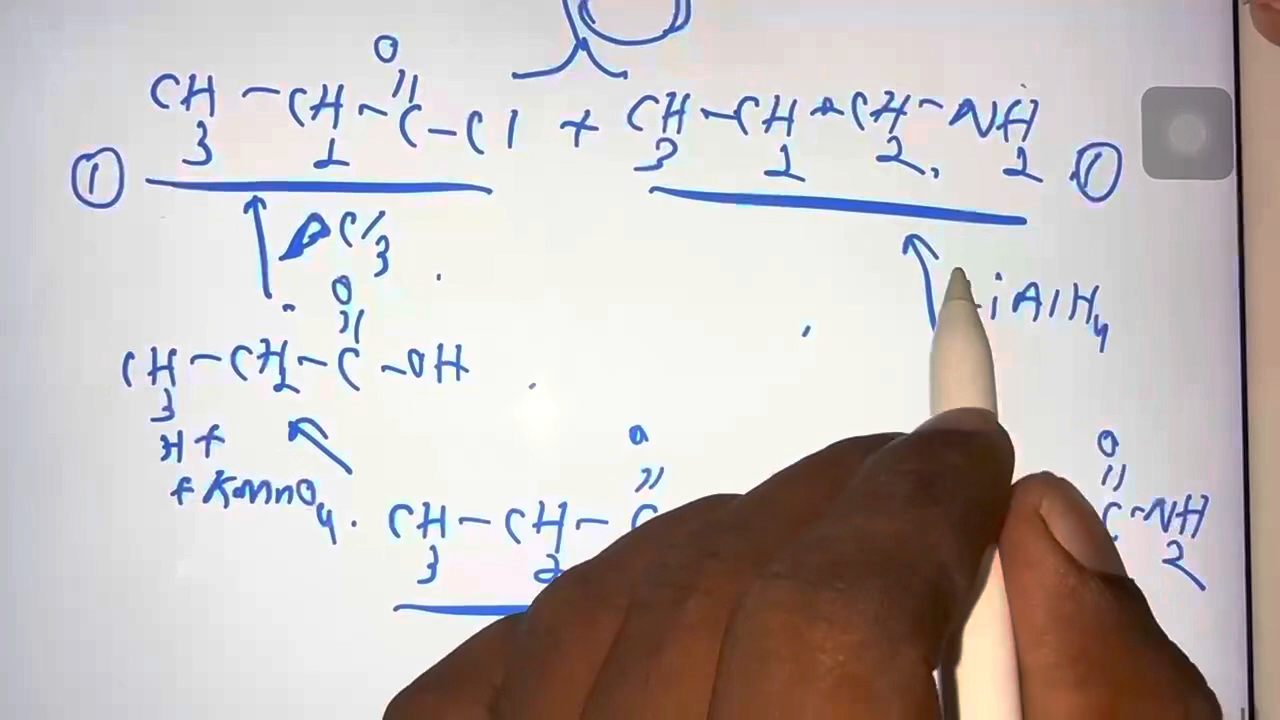 O
CH3 – CH2 – C – Cl + CH3 – CH2 – CH2 – NH2
① ①
PCl3
O
LiAlH4
CH3 – CH2 – C – OH
H+
+ KMnO4
O O
CH3 – CH2 – C C – NH2